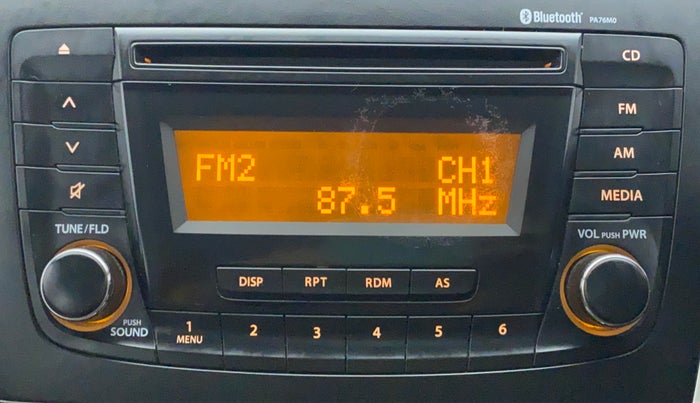 Bluetooth PA76M0
CD
FM
AM
MEDIA
FM2 CH1
87.5 MHz
TUNE/FLD
VOL PUSH PWR
DISP RPT RDM AS
PUSH
SOUND
1 2 3 4 5 6
MENU